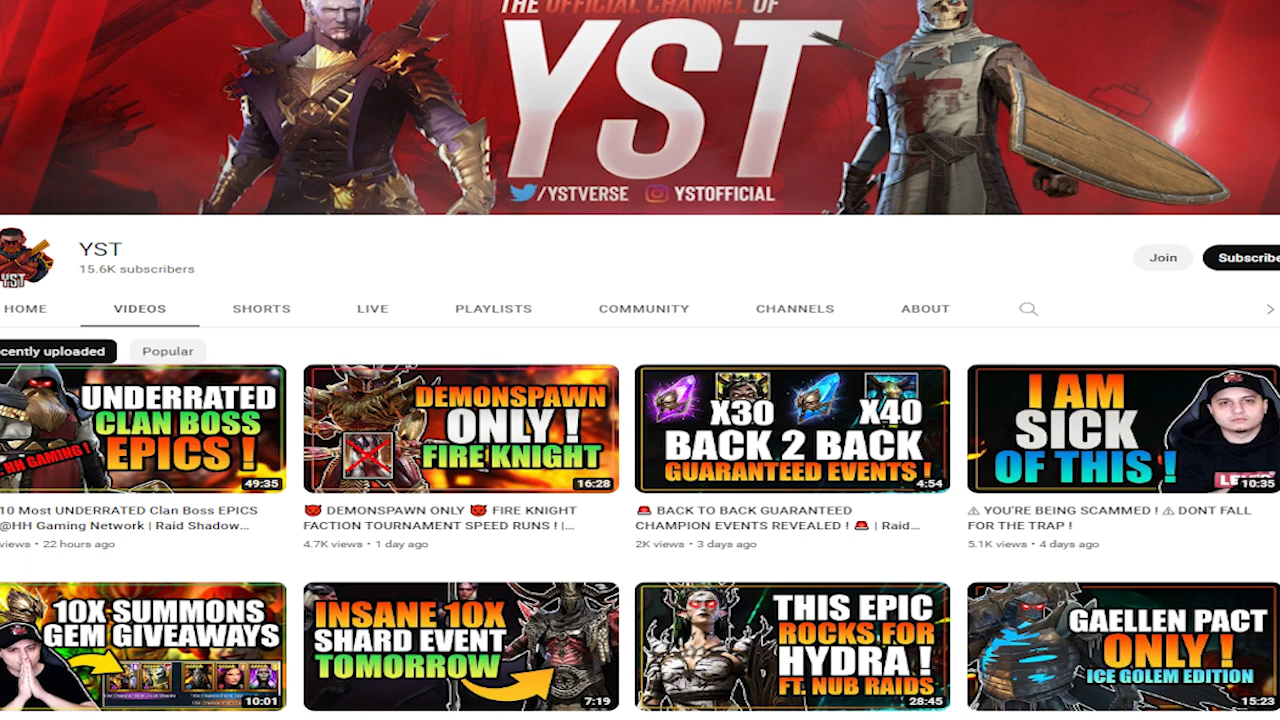 THE OFFICIAL CHANNEL OF
YST
/YSTVERSE YSTOFFICIAL
YST
YST
15.6K subscribers
Join
Subscribe
HOME VIDEOS SHORTS LIVE PLAYLISTS COMMUNITY CHANNELS ABOUT
cently uploaded
Popular
UNDERRATED
CLAN BOSS
EPICS !
HH GAMING !
49:35
DEMONSPAWN
ONLY !
FIRE KNIGHT
16:28
X30 X40
BACK 2 BACK
GUARANTEED EVENTS !
4:54
I AM
SICK
OF THIS !
10:35
10 Most UNDERRATED Clan Boss EPICS
@HH Gaming Network | Raid Shadow...
views • 22 hours ago
👹 DEMONSPAWN ONLY 👹 FIRE KNIGHT
FACTION TOURNAMENT SPEED RUNS ! |...
4.7K views • 1 day ago
🚨 BACK TO BACK GUARANTEED
CHAMPION EVENTS REVEALED ! 🚨 | Raid...
2K views • 3 days ago
⚠ YOU'RE BEING SCAMMED ! ⚠ DONT FALL
FOR THE TRAP !
5.1K views • 4 days ago
10X SUMMONS
GEM GIVEAWAYS
10:01
INSANE 10X
SHARD EVENT
TOMORROW
7:19
THIS EPIC
ROCKS FOR
HYDRA !
FT. NUB RAIDS
28:45
GAELLEN PACT
ONLY !
ICE GOLEM EDITION
15:23